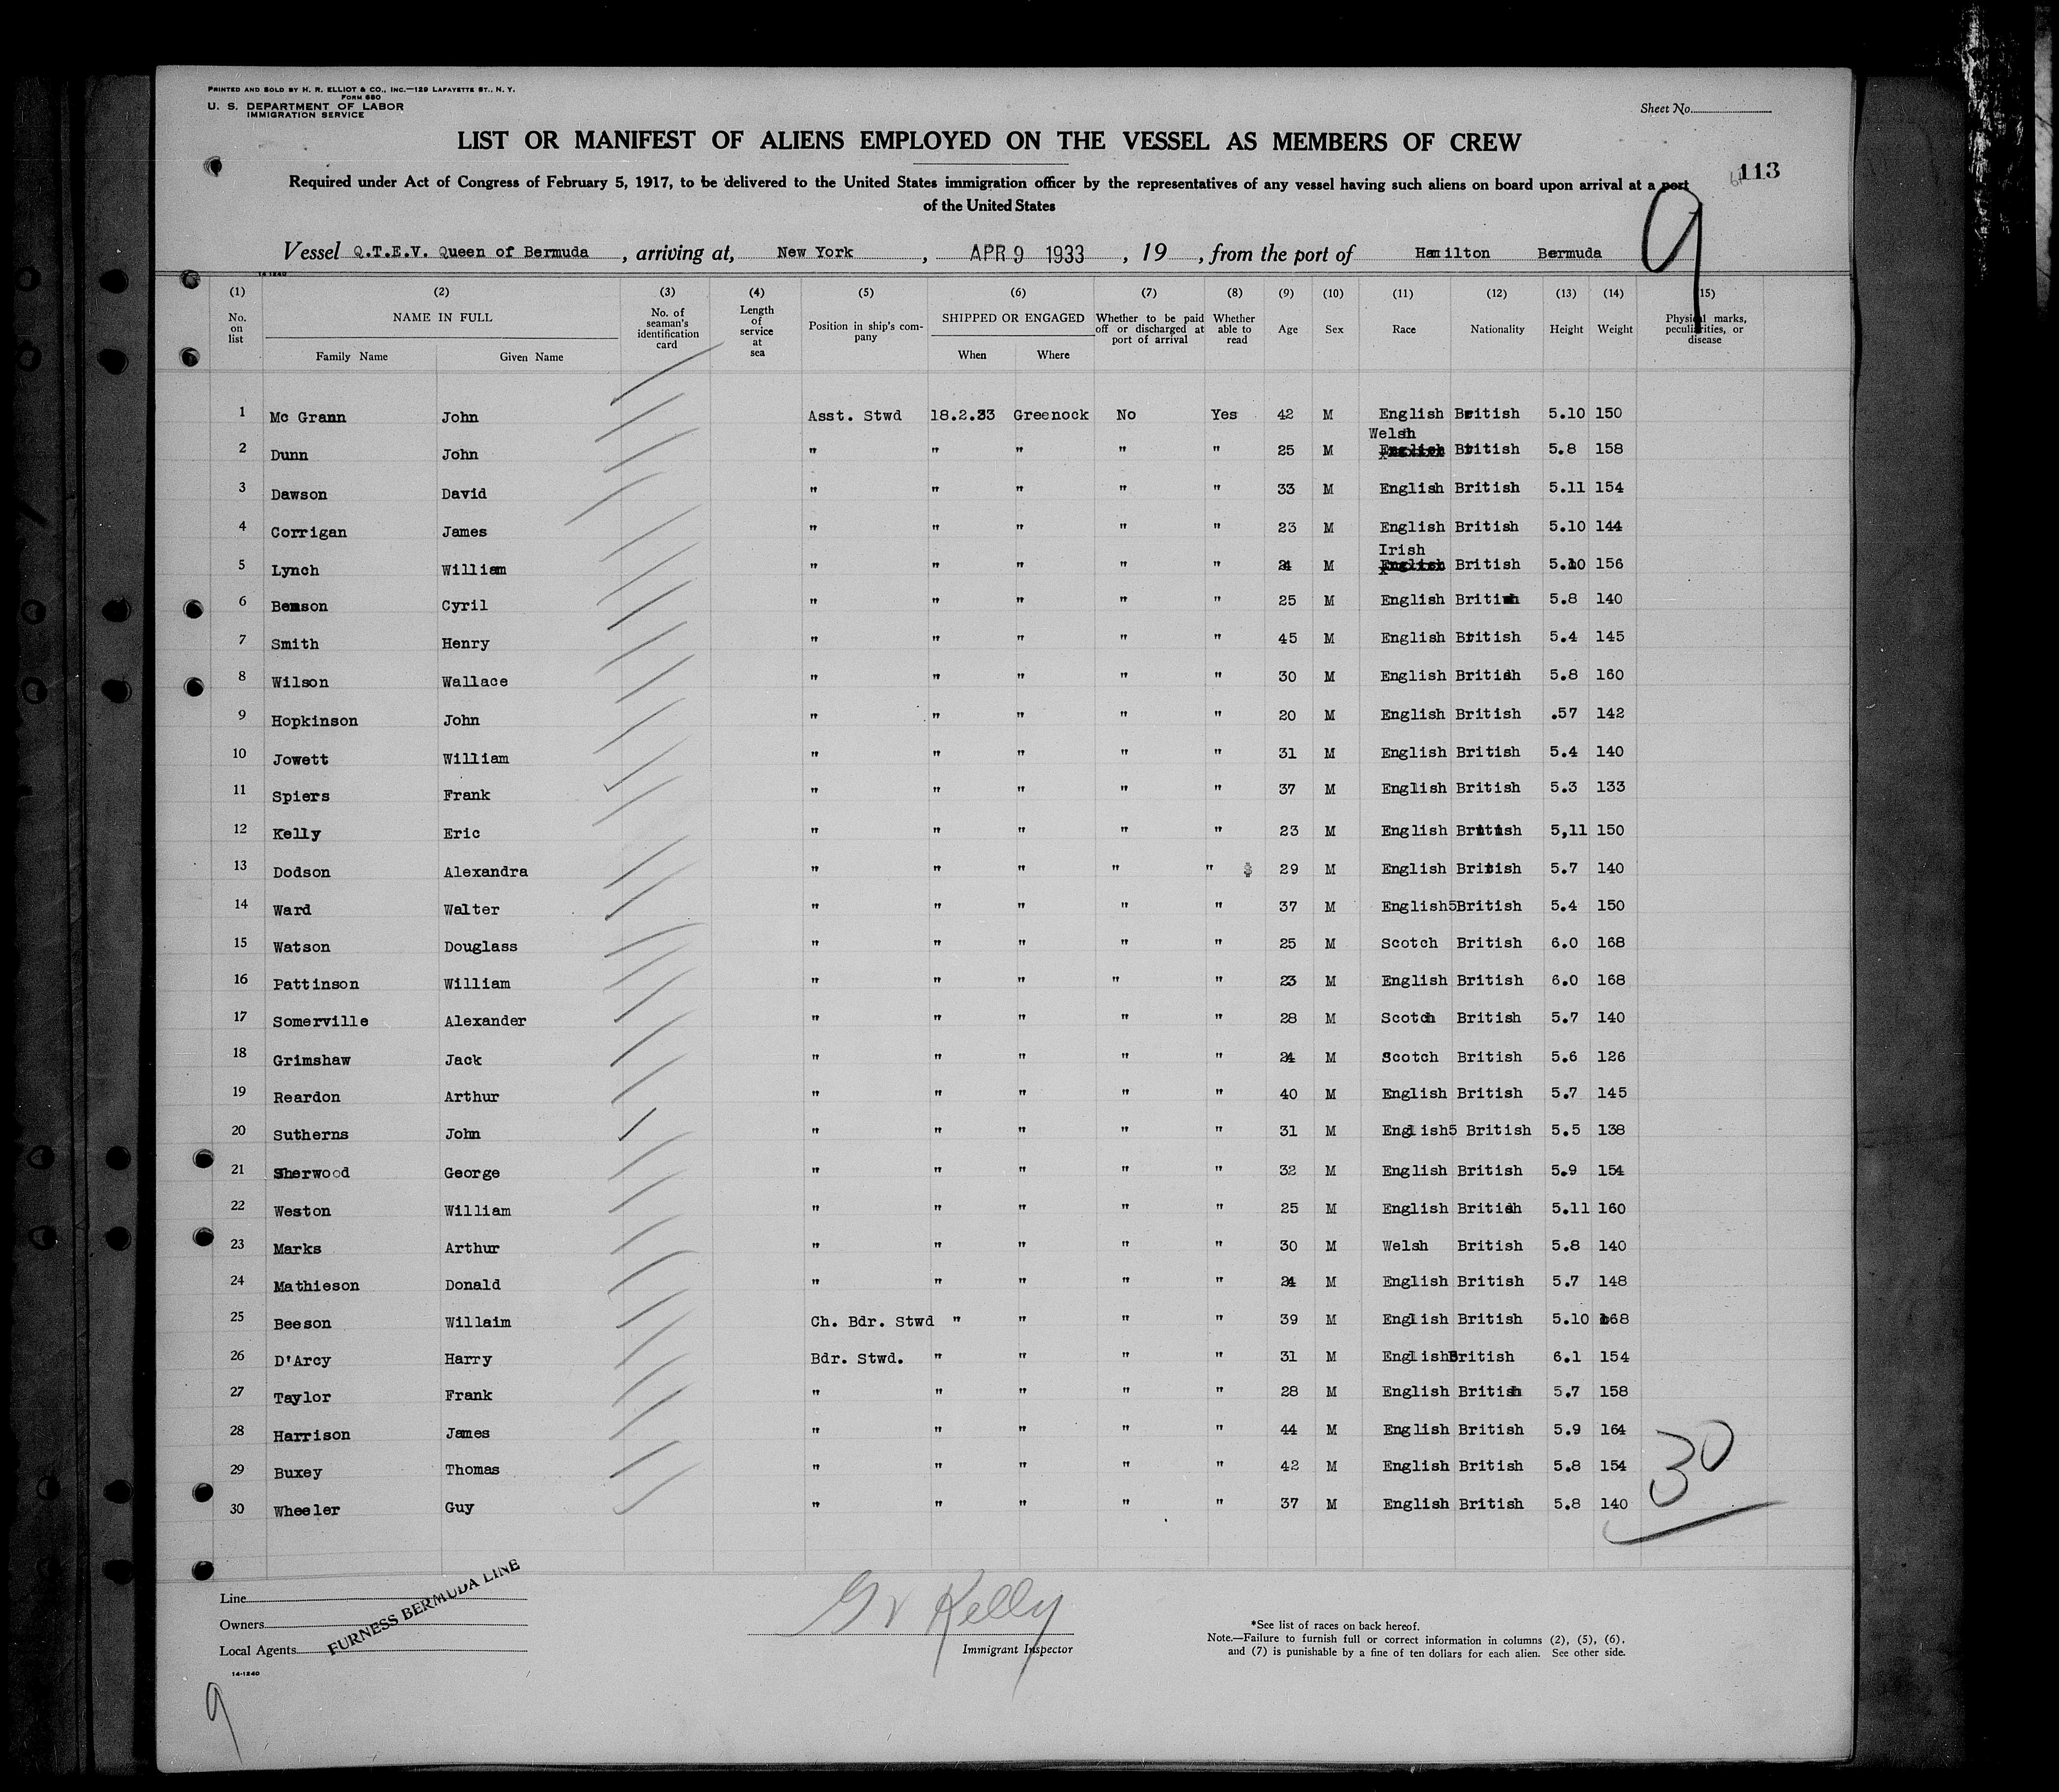 PRINTED AND SOLD BY H. R. ELLIOT & CO., INC.—129 LAFAYETTE ST., N. Y.
FORM 680
U. S. DEPARTMENT OF LABOR
IMMIGRATION SERVICE
Sheet No.
LIST OR MANIFEST OF ALIENS EMPLOYED ON THE VESSEL AS MEMBERS OF CREW
113
Required under Act of Congress of February 5, 1917, to be delivered to the United States immigration officer by the representatives of any vessel having such aliens on board upon arrival at a port
of the United States
9
Vessel Q.T.E.V. Queen of Bermuda , arriving at, New York , APR 9 1933 , 19 , from the port of Hamilton Bermuda
14-1240
(1) (2) (3) (4) (5) (6) (7) (8) (9) (10) (11) (12) (13) (14) (15)
No. on list NAME IN FULL Family Name Given Name No. of seaman's identification card Length of service at sea Position in ship's company SHIPPED OR ENGAGED When Where Whether to be paid off or discharged at port of arrival Whether able to read Age Sex Race Nationality Height Weight Physical marks, peculiarities, or disease
1 Mc Grann John Asst. Stwd 18.2.33 Greenock No Yes 42 M English British 5.10 150
Welsh
2 Dunn John " " " " " 25 M English British 5.8 158
3 Dawson David " " " " " 33 M English British 5.11 154
4 Corrigan James " " " " " 23 M English British 5.10 144
Irish
5 Lynch William " " " " " 24 M English British 5.10 156
6 Benson Cyril " " " " " 25 M English British 5.8 140
7 Smith Henry " " " " " 45 M English British 5.4 145
8 Wilson Wallace " " " " " 30 M English British 5.8 160
9 Hopkinson John " " " " " 20 M English British .57 142
10 Jowett William " " " " " 31 M English British 5.4 140
11 Spiers Frank " " " " " 37 M English British 5.3 133
12 Kelly Eric " " " " " 23 M English British 5,11 150
13 Dodson Alexandra " " " " " 29 M English British 5.7 140
14 Ward Walter " " " " " 37 M English5British 5.4 150
15 Watson Douglass " " " " " 25 M Scotch British 6.0 168
16 Pattinson William " " " " " 23 M English British 6.0 168
17 Somerville Alexander " " " " " 28 M Scotch British 5.7 140
18 Grimshaw Jack " " " " " 24 M Scotch British 5.6 126
19 Reardon Arthur " " " " " 40 M English British 5.7 145
20 Sutherns John " " " " " 31 M English5 British 5.5 138
21 Sherwood George " " " " " 32 M English British 5.9 154
22 Weston William " " " " " 25 M English British 5.11 160
23 Marks Arthur " " " " " 30 M Welsh British 5.8 140
24 Mathieson Donald " " " " " 24 M English British 5.7 148
25 Beeson Willaim Ch. Bdr. Stwd " " " " 39 M English British 5.10 168
26 D'Arcy Harry Bdr. Stwd. " " " " 31 M EnglishBritish 6.1 154
27 Taylor Frank " " " " " 28 M English British 5.7 158
28 Harrison James " " " " " 44 M English British 5.9 164
29 Buxey Thomas " " " " " 42 M English British 5.8 154
30 Wheeler Guy " " " " " 37 M English British 5.8 140
30
Line
Owners
Local Agents
FURNESS BERMUDA LINE
14-1240
G V Kelly
Immigrant Inspector
*See list of races on back hereof.
Note.—Failure to furnish full or correct information in columns (2), (5), (6),
and (7) is punishable by a fine of ten dollars for each alien. See other side.
9